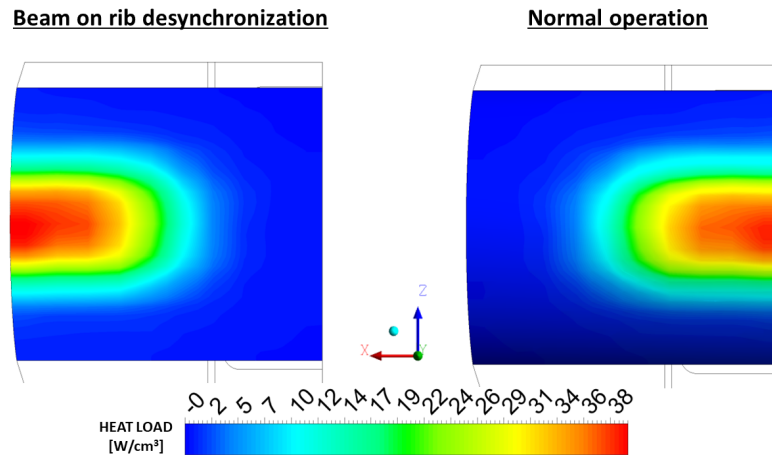 Beam on rib desynchronization
Normal operation
Z
X
Y
-0 2 5 7 10 12 14 17 19 22 24 26 29 31 34 36 38
HEAT LOAD
[W/cm³]